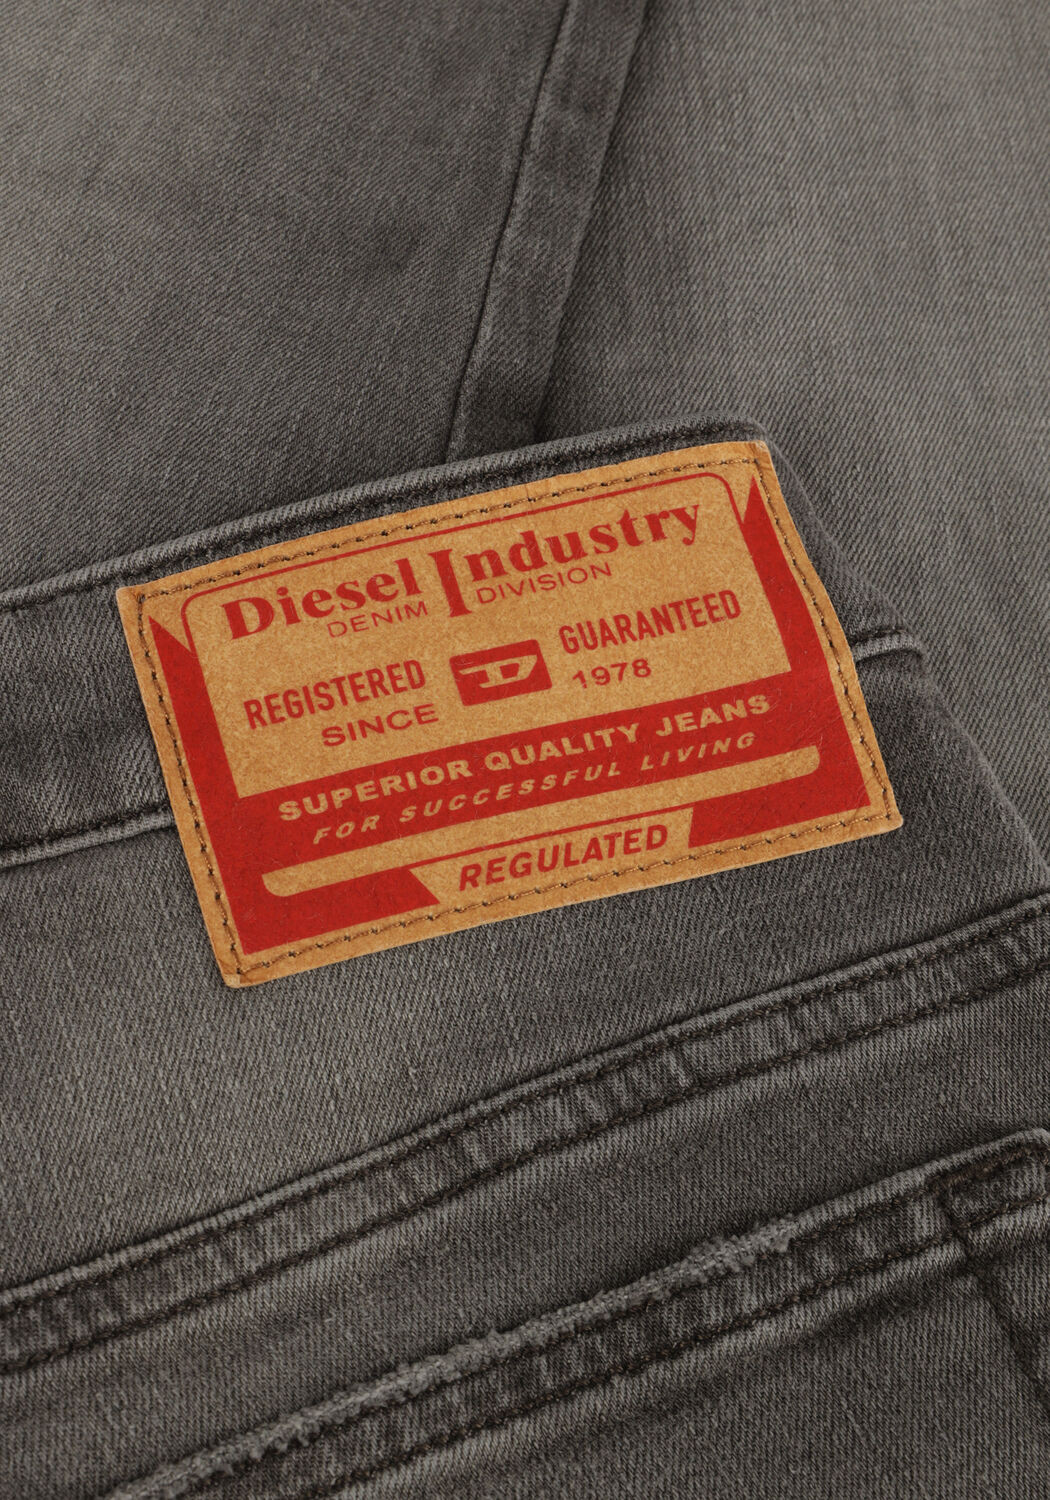 Diesel Industry
DENIM DIVISION
REGISTERED D GUARANTEED
SINCE 1978
SUPERIOR QUALITY JEANS
FOR SUCCESSFUL LIVING
REGULATED